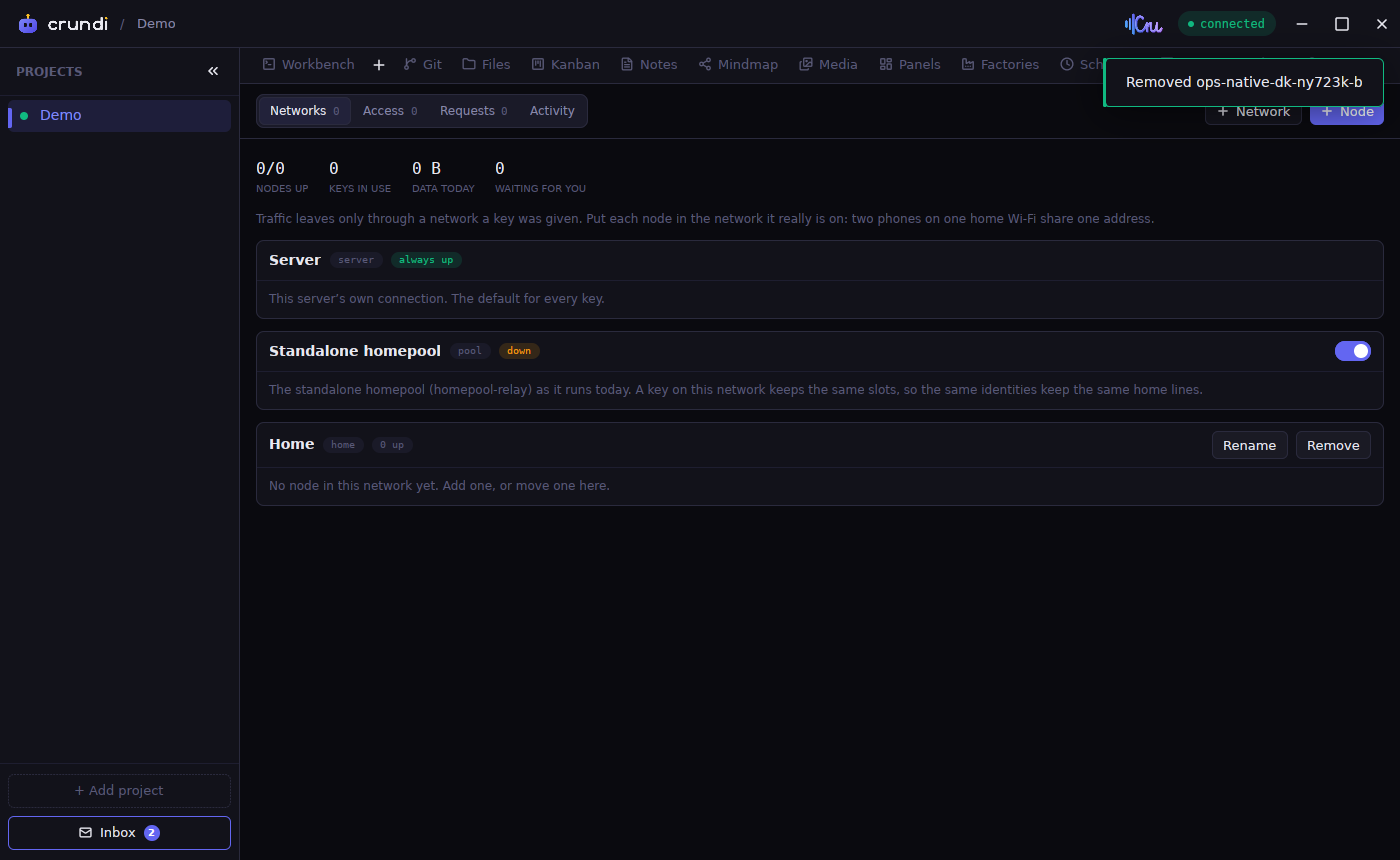 crundi / Demo
Cru
connected
PROJECTS
Workbench
Git
Files
Kanban
Notes
Mindmap
Media
Panels
Factories
Sch
Removed ops-native-dk-ny723k-b
Demo
Networks 0
Access 0
Requests 0
Activity
+ Network
+ Node
0/0
NODES UP
0
KEYS IN USE
0 B
DATA TODAY
0
WAITING FOR YOU
Traffic leaves only through a network a key was given. Put each node in the network it really is on: two phones on one home Wi-Fi share one address.
Server server always up
This server’s own connection. The default for every key.
Standalone homepool pool down
The standalone homepool (homepool-relay) as it runs today. A key on this network keeps the same slots, so the same identities keep the same home lines.
Home home 0 up
Rename
Remove
No node in this network yet. Add one, or move one here.
+ Add project
Inbox 2